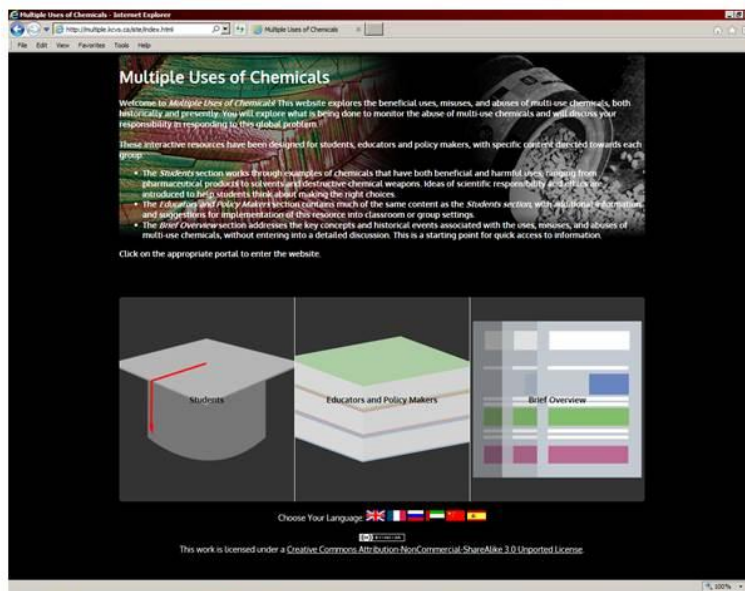 Multiple Uses of Chemicals - Internet Explorer
http://multiple.kcvs.ca/site/index.html
Multiple Uses of Chemicals
File Edit View Favorites Tools Help
Multiple Uses of Chemicals
Welcome to Multiple Uses of Chemicals! This website explores the beneficial uses, misuses, and abuses of multi-use chemicals, both
historically and presently. You will explore what is being done to monitor the abuse of multi-use chemicals and will discuss your
responsibility in responding to this global problem.
These interactive resources have been designed for students, educators and policy makers, with specific content directed towards each
group:
• The Students section works through examples of chemicals that have both beneficial and harmful uses, ranging from
pharmaceutical products to solvents and destructive chemical weapons. Ideas of scientific responsibility and ethics are
introduced to help students think about making the right choices.
• The Educators and Policy Makers section contains much of the same content as the Students section, with additional information
and suggestions for implementation of this resource into classroom or group settings.
• The Brief Overview section addresses the key concepts and historical events associated with the uses, misuses, and abuses of
multi-use chemicals, without entering into a detailed discussion. This is a starting point for quick access to information.
Click on the appropriate portal to enter the website.
Students
Educators and Policy Makers
Brief Overview
Choose Your Language:
This work is licensed under a Creative Commons Attribution-NonCommercial-ShareAlike 3.0 Unported License.
100%